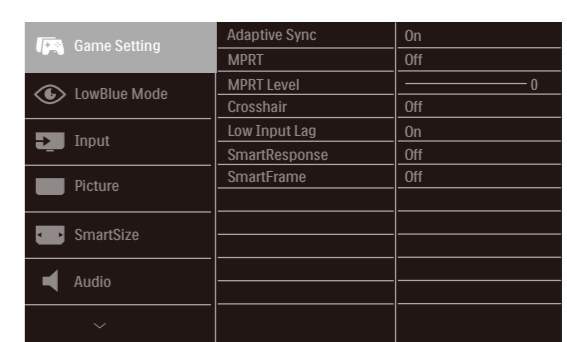 Game Setting
LowBlue Mode
Input
Picture
SmartSize
Audio
Adaptive Sync On
MPRT Off
MPRT Level 0
Crosshair Off
Low Input Lag On
SmartResponse Off
SmartFrame Off